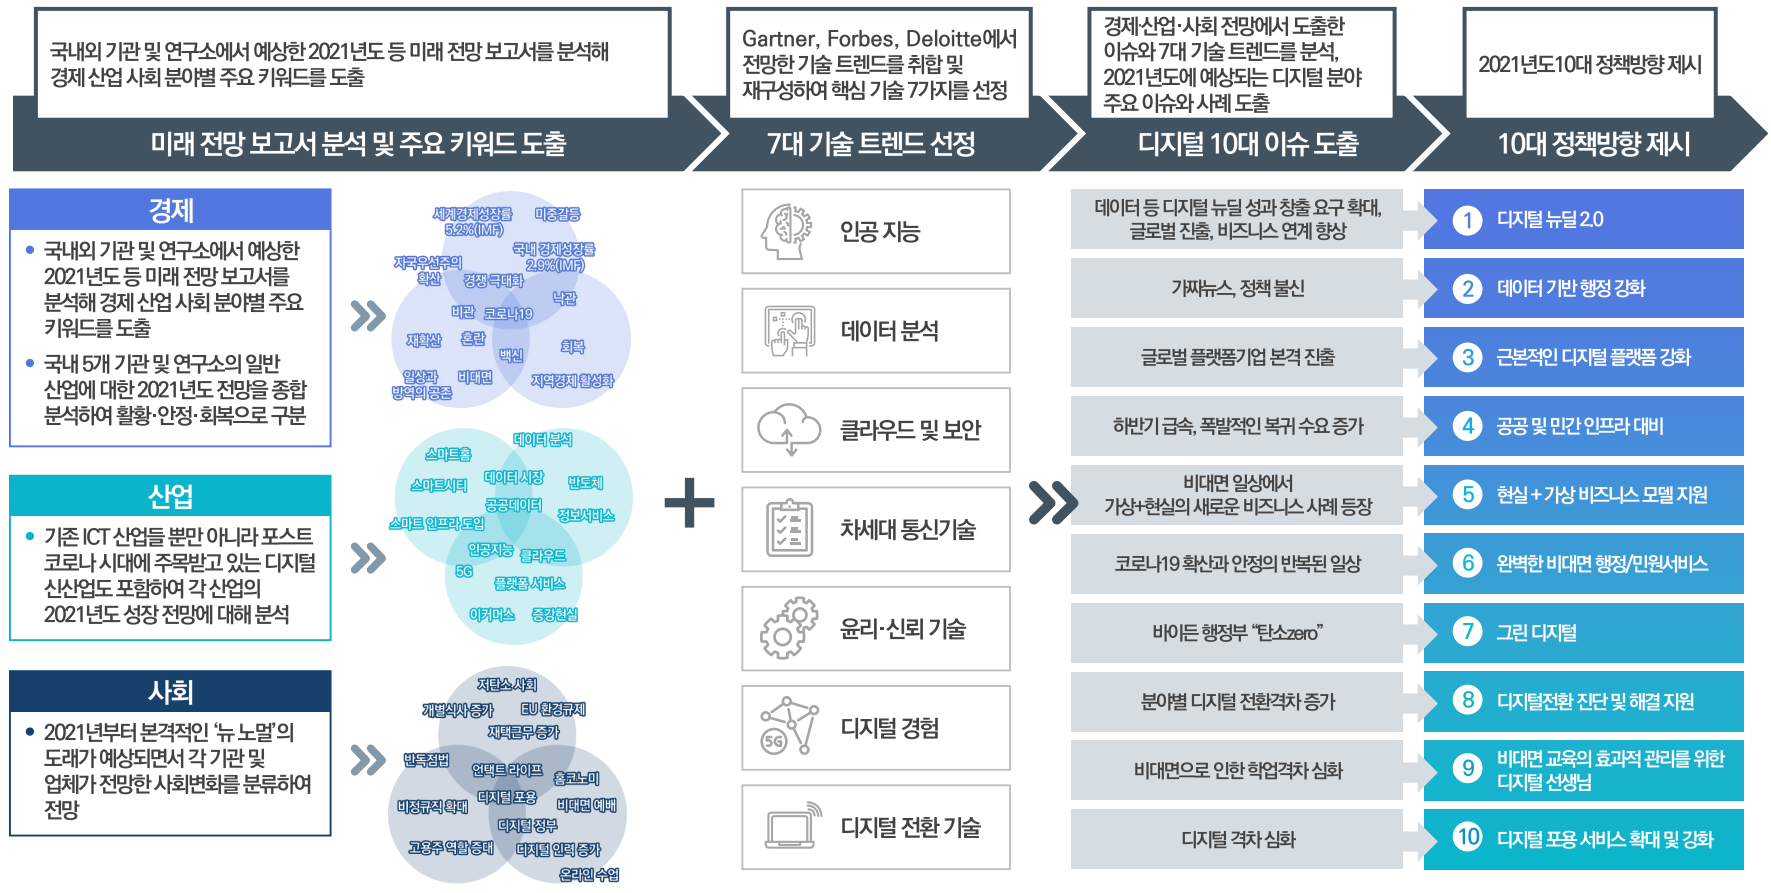 국내외 기관 및 연구소에서 예상한 2021년도 등 미래 전망 보고서를 분석해
경제 산업 사회 분야별 주요 키워드를 도출
미래 전망 보고서 분석 및 주요 키워드 도출
Gartner, Forbes, Deloitte에서
전망한 기술 트렌드를 취합 및
재구성하여 핵심 기술 7가지를 선정
7대 기술 트렌드 선정
경제·산업·사회 전망에서 도출한
이슈와 7대 기술 트렌드를 분석,
2021년도에 예상되는 디지털 분야
주요 이슈와 사례 도출
디지털 10대 이슈 도출
2021년도10대 정책방향 제시
10대 정책방향 제시
경제
• 국내외 기관 및 연구소에서 예상한
2021년도 등 미래 전망 보고서를
분석해 경제 산업 사회 분야별 주요
키워드를 도출
• 국내 5개 기관 및 연구소의 일반
산업에 대한 2021년도 전망을 종합
분석하여 활황·안정·회복으로 구분
세계경제성장률
5.2%(IMF)
미중갈등
국내 경제성장률
2.9%(IMF)
자국우선주의
확산
경쟁 극대화
낙관
비관
코로나19
재확산
혼란
백신
회복
일상과
방역의 공존
비대면
지역경제 활성화
산업
• 기존 ICT 산업들 뿐만 아니라 포스트
코로나 시대에 주목받고 있는 디지털
신산업도 포함하여 각 산업의
2021년도 성장 전망에 대해 분석
데이터 분석
스마트홈
데이터 시장
반도체
스마트시티
공공데이터
정보서비스
스마트 인프라 도입
인공지능
클라우드
5G
플랫폼 서비스
이커머스
증강현실
사회
• 2021년부터 본격적인 ‘뉴 노멀’의
도래가 예상되면서 각 기관 및
업체가 전망한 사회변화를 분류하여
전망
저탄소 사회
개별식사 증가
EU 환경규제
재택근무 증가
반독점법
언택트 라이프
홈코노미
비정규직 확대
디지털 포용
비대면 예배
디지털 정부
고용주 역할 증대
디지털 인력 증가
온라인 수업
인공 지능
데이터 분석
클라우드 및 보안
차세대 통신기술
윤리·신뢰 기술
5G
디지털 경험
디지털 전환 기술
데이터 등 디지털 뉴딜 성과 창출 요구 확대,
글로벌 진출, 비즈니스 연계 향상
1 디지털 뉴딜 2.0
가짜뉴스, 정책 불신
2 데이터 기반 행정 강화
글로벌 플랫폼기업 본격 진출
3 근본적인 디지털 플랫폼 강화
하반기 급속, 폭발적인 복귀 수요 증가
4 공공 및 민간 인프라 대비
비대면 일상에서
가상+현실의 새로운 비즈니스 사례 등장
5 현실 + 가상 비즈니스 모델 지원
코로나19 확산과 안정의 반복된 일상
6 완벽한 비대면 행정/민원서비스
바이든 행정부 “탄소zero”
7 그린 디지털
분야별 디지털 전환격차 증가
8 디지털전환 진단 및 해결 지원
비대면으로 인한 학업격차 심화
9 비대면 교육의 효과적 관리를 위한
디지털 선생님
디지털 격차 심화
10 디지털 포용 서비스 확대 및 강화